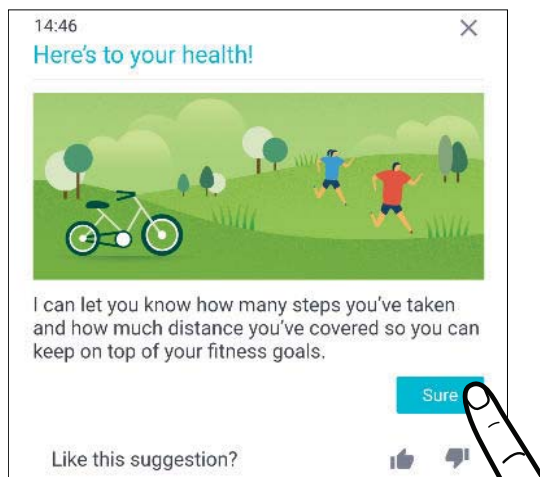 14:46
Here's to your health!
I can let you know how many steps you've taken
and how much distance you've covered so you can
keep on top of your fitness goals.
Sure
Like this suggestion?